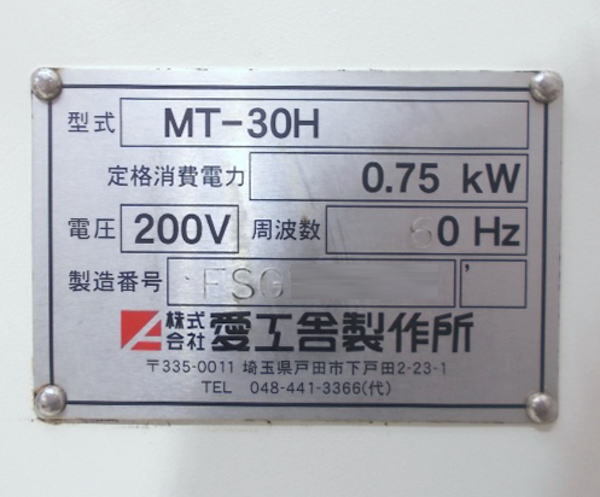 型式 MT-30H
定格消費電力 0.75 kW
電圧 200V 周波数 60 Hz
製造番号 FSG
株式会社 愛工舎製作所
〒335-0011 埼玉県戸田市下戸田2-23-1
TEL 048-441-3366(代)